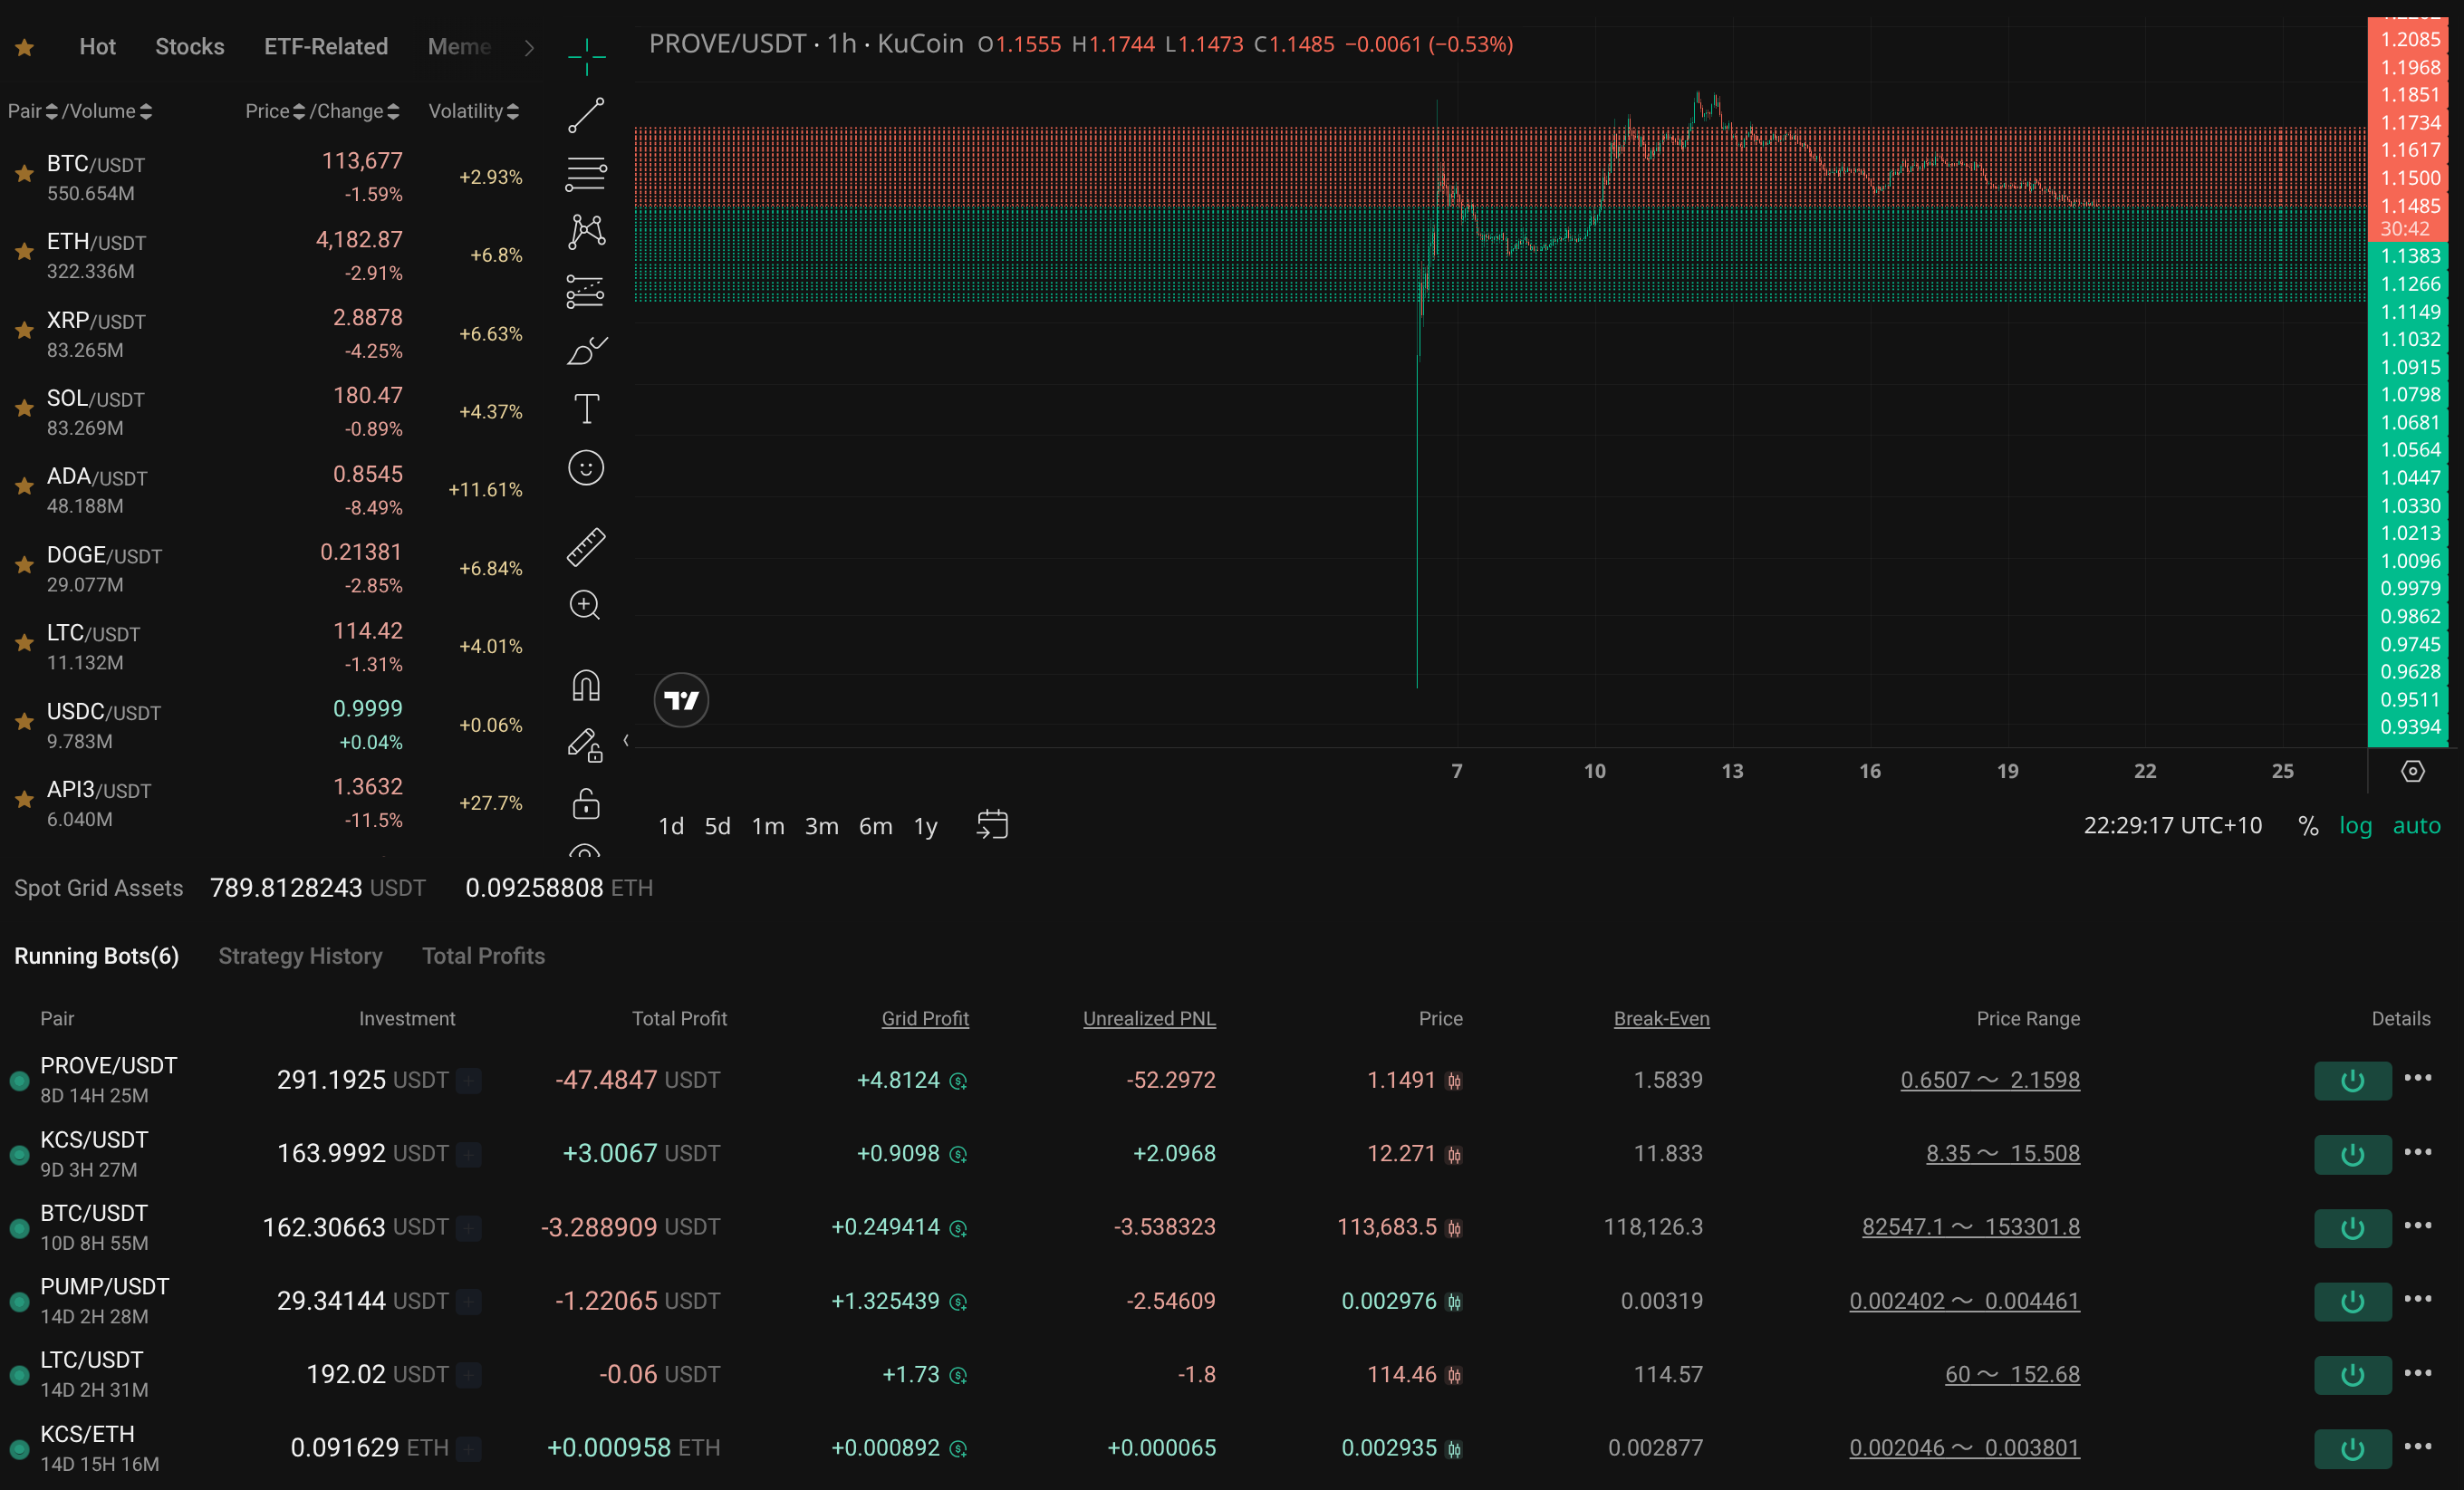 Hot Stocks ETF-Related Meme
Pair /Volume Price /Change Volatility
BTC/USDT 113,677
550.654M -1.59% +2.93%
ETH/USDT 4,182.87
322.336M -2.91% +6.8%
XRP/USDT 2.8878
83.265M -4.25% +6.63%
SOL/USDT 180.47
83.269M -0.89% +4.37%
ADA/USDT 0.8545
48.188M -8.49% +11.61%
DOGE/USDT 0.21381
29.077M -2.85% +6.84%
LTC/USDT 114.42
11.132M -1.31% +4.01%
USDC/USDT 0.9999
9.783M +0.04% +0.06%
API3/USDT 1.3632
6.040M -11.5% +27.7%
PROVE/USDT · 1h · KuCoin O1.1555 H1.1744 L1.1473 C1.1485 −0.0061 (−0.53%)
1.2085
1.1968
1.1851
1.1734
1.1617
1.1500
1.1485
30:42
1.1383
1.1266
1.1149
1.1032
1.0915
1.0798
1.0681
1.0564
1.0447
1.0330
1.0213
1.0096
0.9979
0.9862
0.9745
0.9628
0.9511
0.9394
7 10 13 16 19 22 25
1d 5d 1m 3m 6m 1y 22:29:17 UTC+10 % log auto
Spot Grid Assets 789.8128243 USDT 0.09258808 ETH
Running Bots(6) Strategy History Total Profits
Pair Investment Total Profit Grid Profit Unrealized PNL Price Break-Even Price Range Details
PROVE/USDT 291.1925 USDT -47.4847 USDT +4.8124 -52.2972 1.1491 1.5839 0.6507 ~ 2.1598
8D 14H 25M
KCS/USDT 163.9992 USDT +3.0067 USDT +0.9098 +2.0968 12.271 11.833 8.35 ~ 15.508
9D 3H 27M
BTC/USDT 162.30663 USDT -3.288909 USDT +0.249414 -3.538323 113,683.5 118,126.3 82547.1 ~ 153301.8
10D 8H 55M
PUMP/USDT 29.34144 USDT -1.22065 USDT +1.325439 -2.54609 0.002976 0.00319 0.002402 ~ 0.004461
14D 2H 28M
LTC/USDT 192.02 USDT -0.06 USDT +1.73 -1.8 114.46 114.57 60 ~ 152.68
14D 2H 31M
KCS/ETH 0.091629 ETH +0.000958 ETH +0.000892 +0.000065 0.002935 0.002877 0.002046 ~ 0.003801
14D 15H 16M